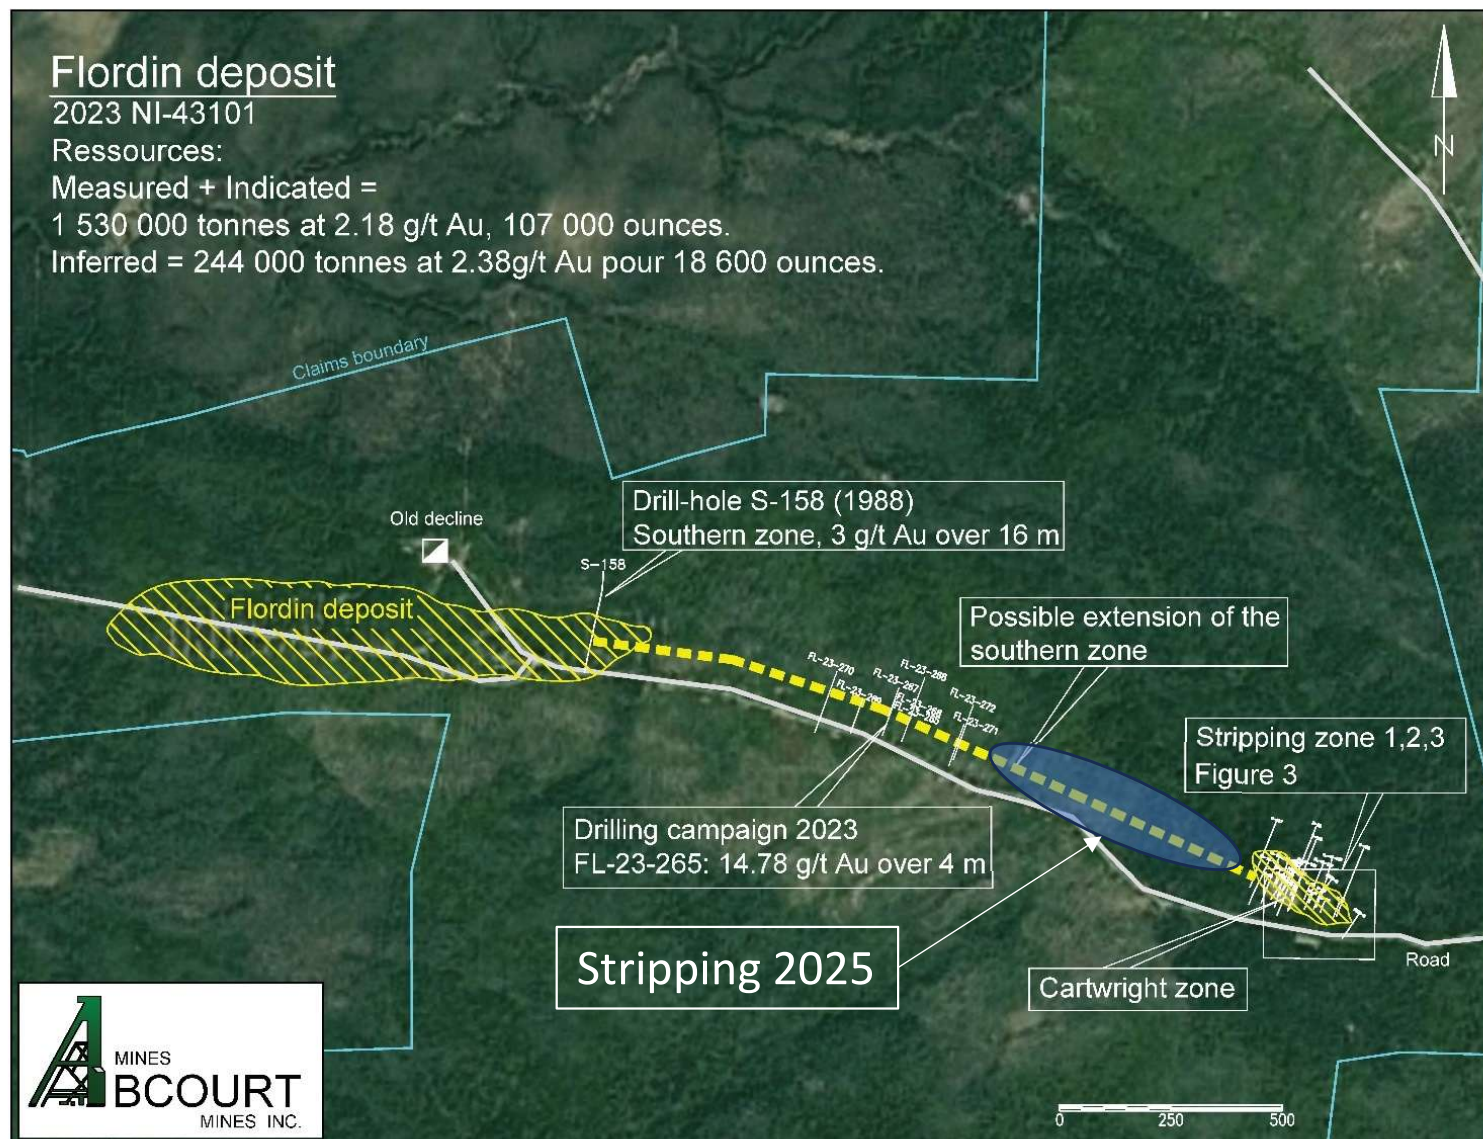 Flordin deposit
2023 NI-43101
Ressources:
Measured + Indicated =
1 530 000 tonnes at 2.18 g/t Au, 107 000 ounces.
Inferred = 244 000 tonnes at 2.38g/t Au pour 18 600 ounces.
N
Claims boundary
Old decline
Drill-hole S-158 (1988)
Southern zone, 3 g/t Au over 16 m
S-158
Flordin deposit
Possible extension of the
southern zone
FL-23-270
FL-23-267
FL-23-272
FL-23-271
Stripping zone 1,2,3
Figure 3
Drilling campaign 2023
FL-23-265: 14.78 g/t Au over 4 m
Stripping 2025
Cartwright zone
Road
MINES
ABCOURT
MINES INC.
0 250 500